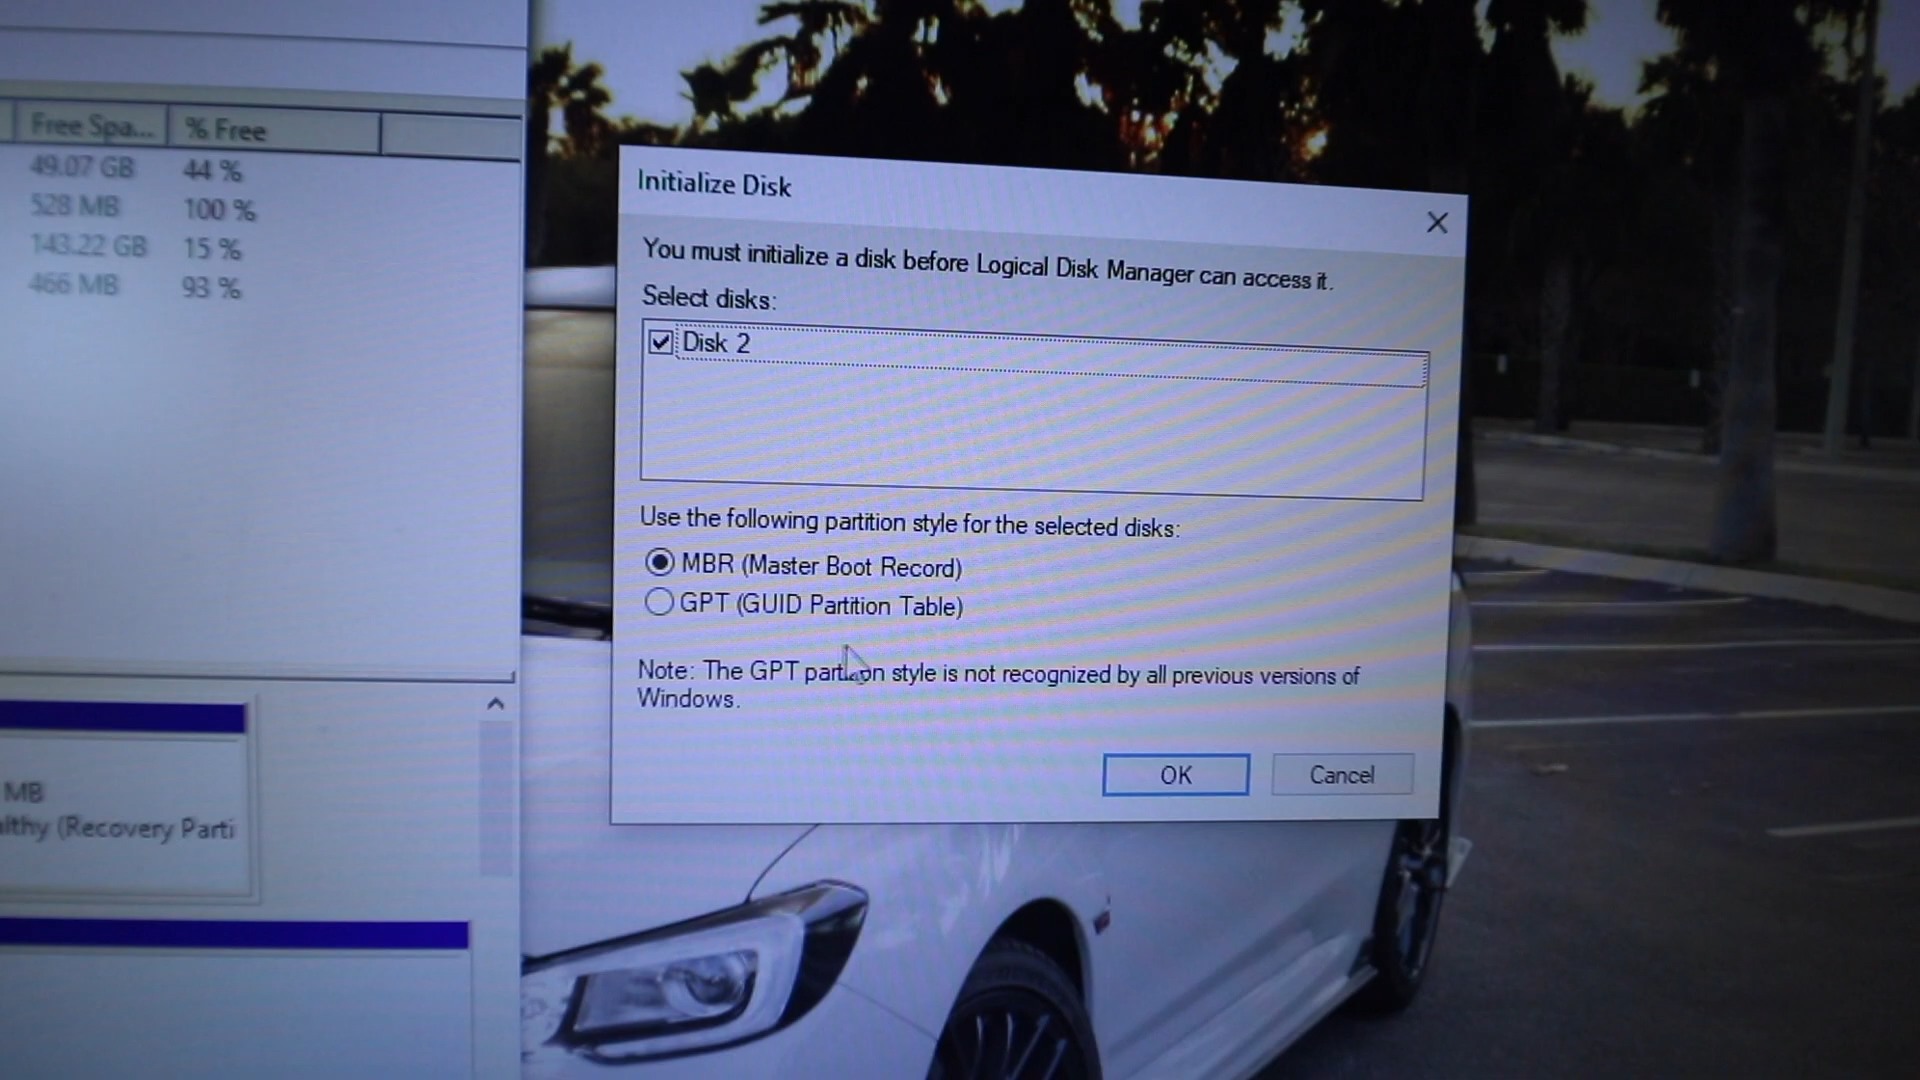 Free Spa... % Free
49.07 GB 44 %
528 MB 100 %
143.22 GB 15 %
466 MB 93 %
Initialize Disk
You must initialize a disk before Logical Disk Manager can access it.
Select disks:
Disk 2
Use the following partition style for the selected disks:
MBR (Master Boot Record)
GPT (GUID Partition Table)
Note: The GPT partition style is not recognized by all previous versions of
Windows.
OK Cancel
MB
althy (Recovery Parti